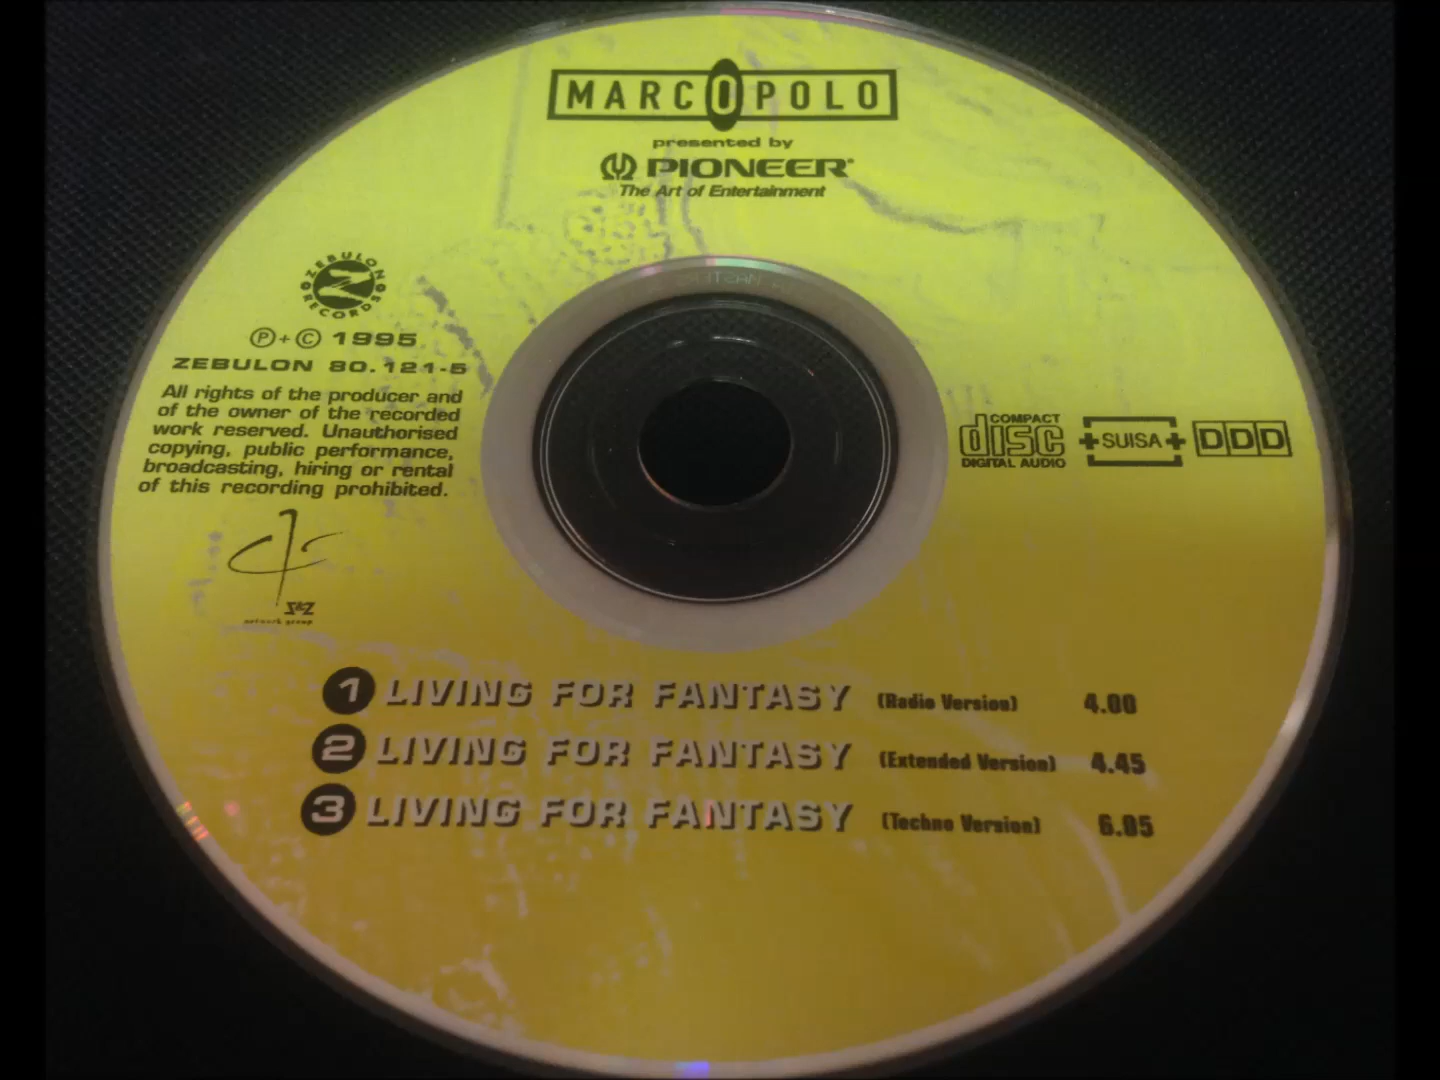 MARCOPOLO
presented by
PIONEER®
The Art of Entertainment
ZEBULON
RECORDS
Ⓟ+© 1995
ZEBULON 80.121-5
All rights of the producer and
of the owner of the recorded
work reserved. Unauthorised
copying, public performance,
broadcasting, hiring or rental
of this recording prohibited.
S&Z
network group
COMPACT
disc
DIGITAL AUDIO
SUISA
DDD
1 LIVING FOR FANTASY (Radio Version) 4.00
2 LIVING FOR FANTASY (Extended Version) 4.45
3 LIVING FOR FANTASY (Techno Version) 6.05